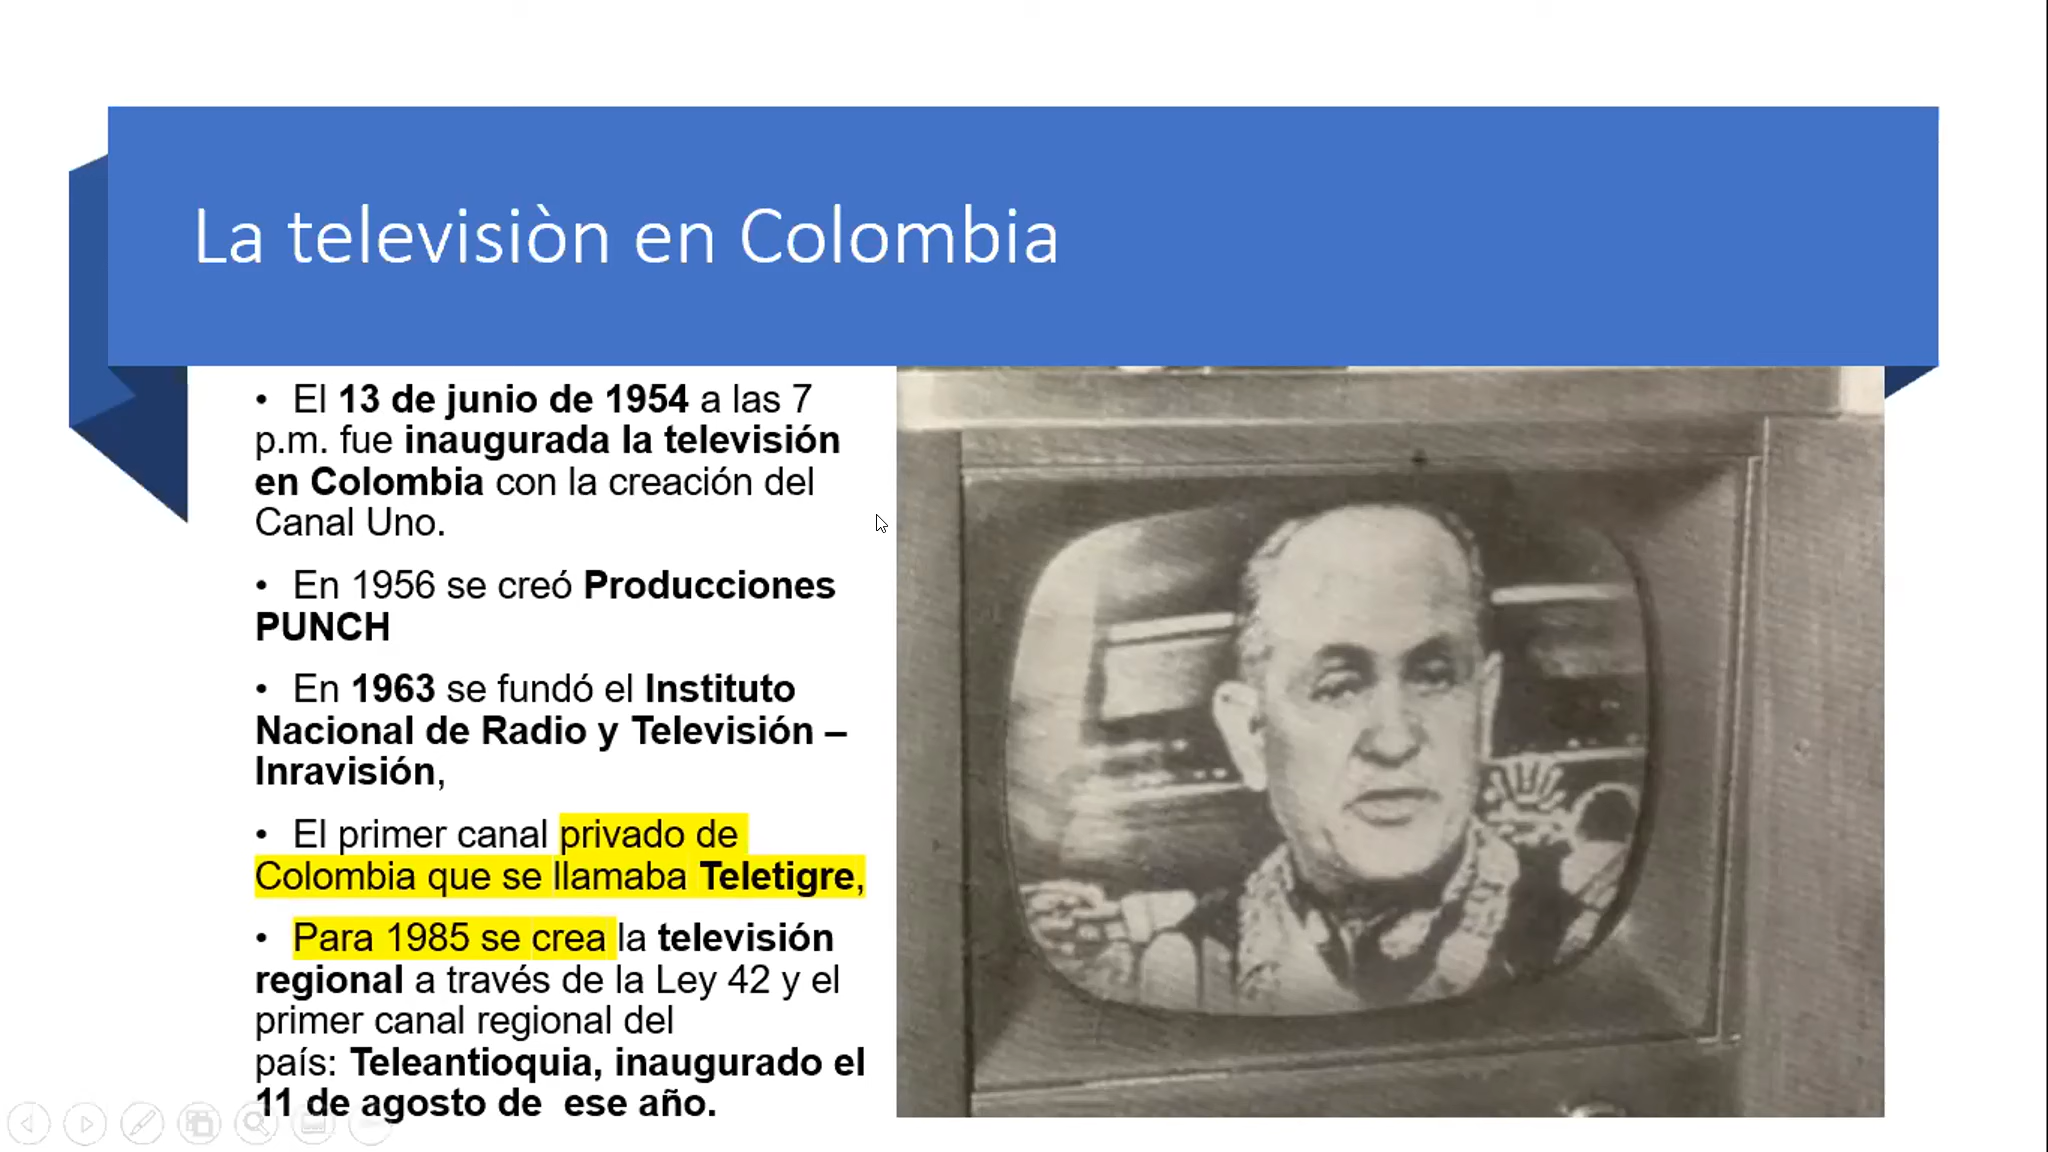 La televisiòn en Colombia
• El 13 de junio de 1954 a las 7
p.m. fue inaugurada la televisión
en Colombia con la creación del
Canal Uno.
• En 1956 se creó Producciones
PUNCH
• En 1963 se fundó el Instituto
Nacional de Radio y Televisión –
Inravisión,
• El primer canal privado de
Colombia que se llamaba Teletigre,
• Para 1985 se crea la televisión
regional a través de la Ley 42 y el
primer canal regional del
país: Teleantioquia, inaugurado el
11 de agosto de  ese año.